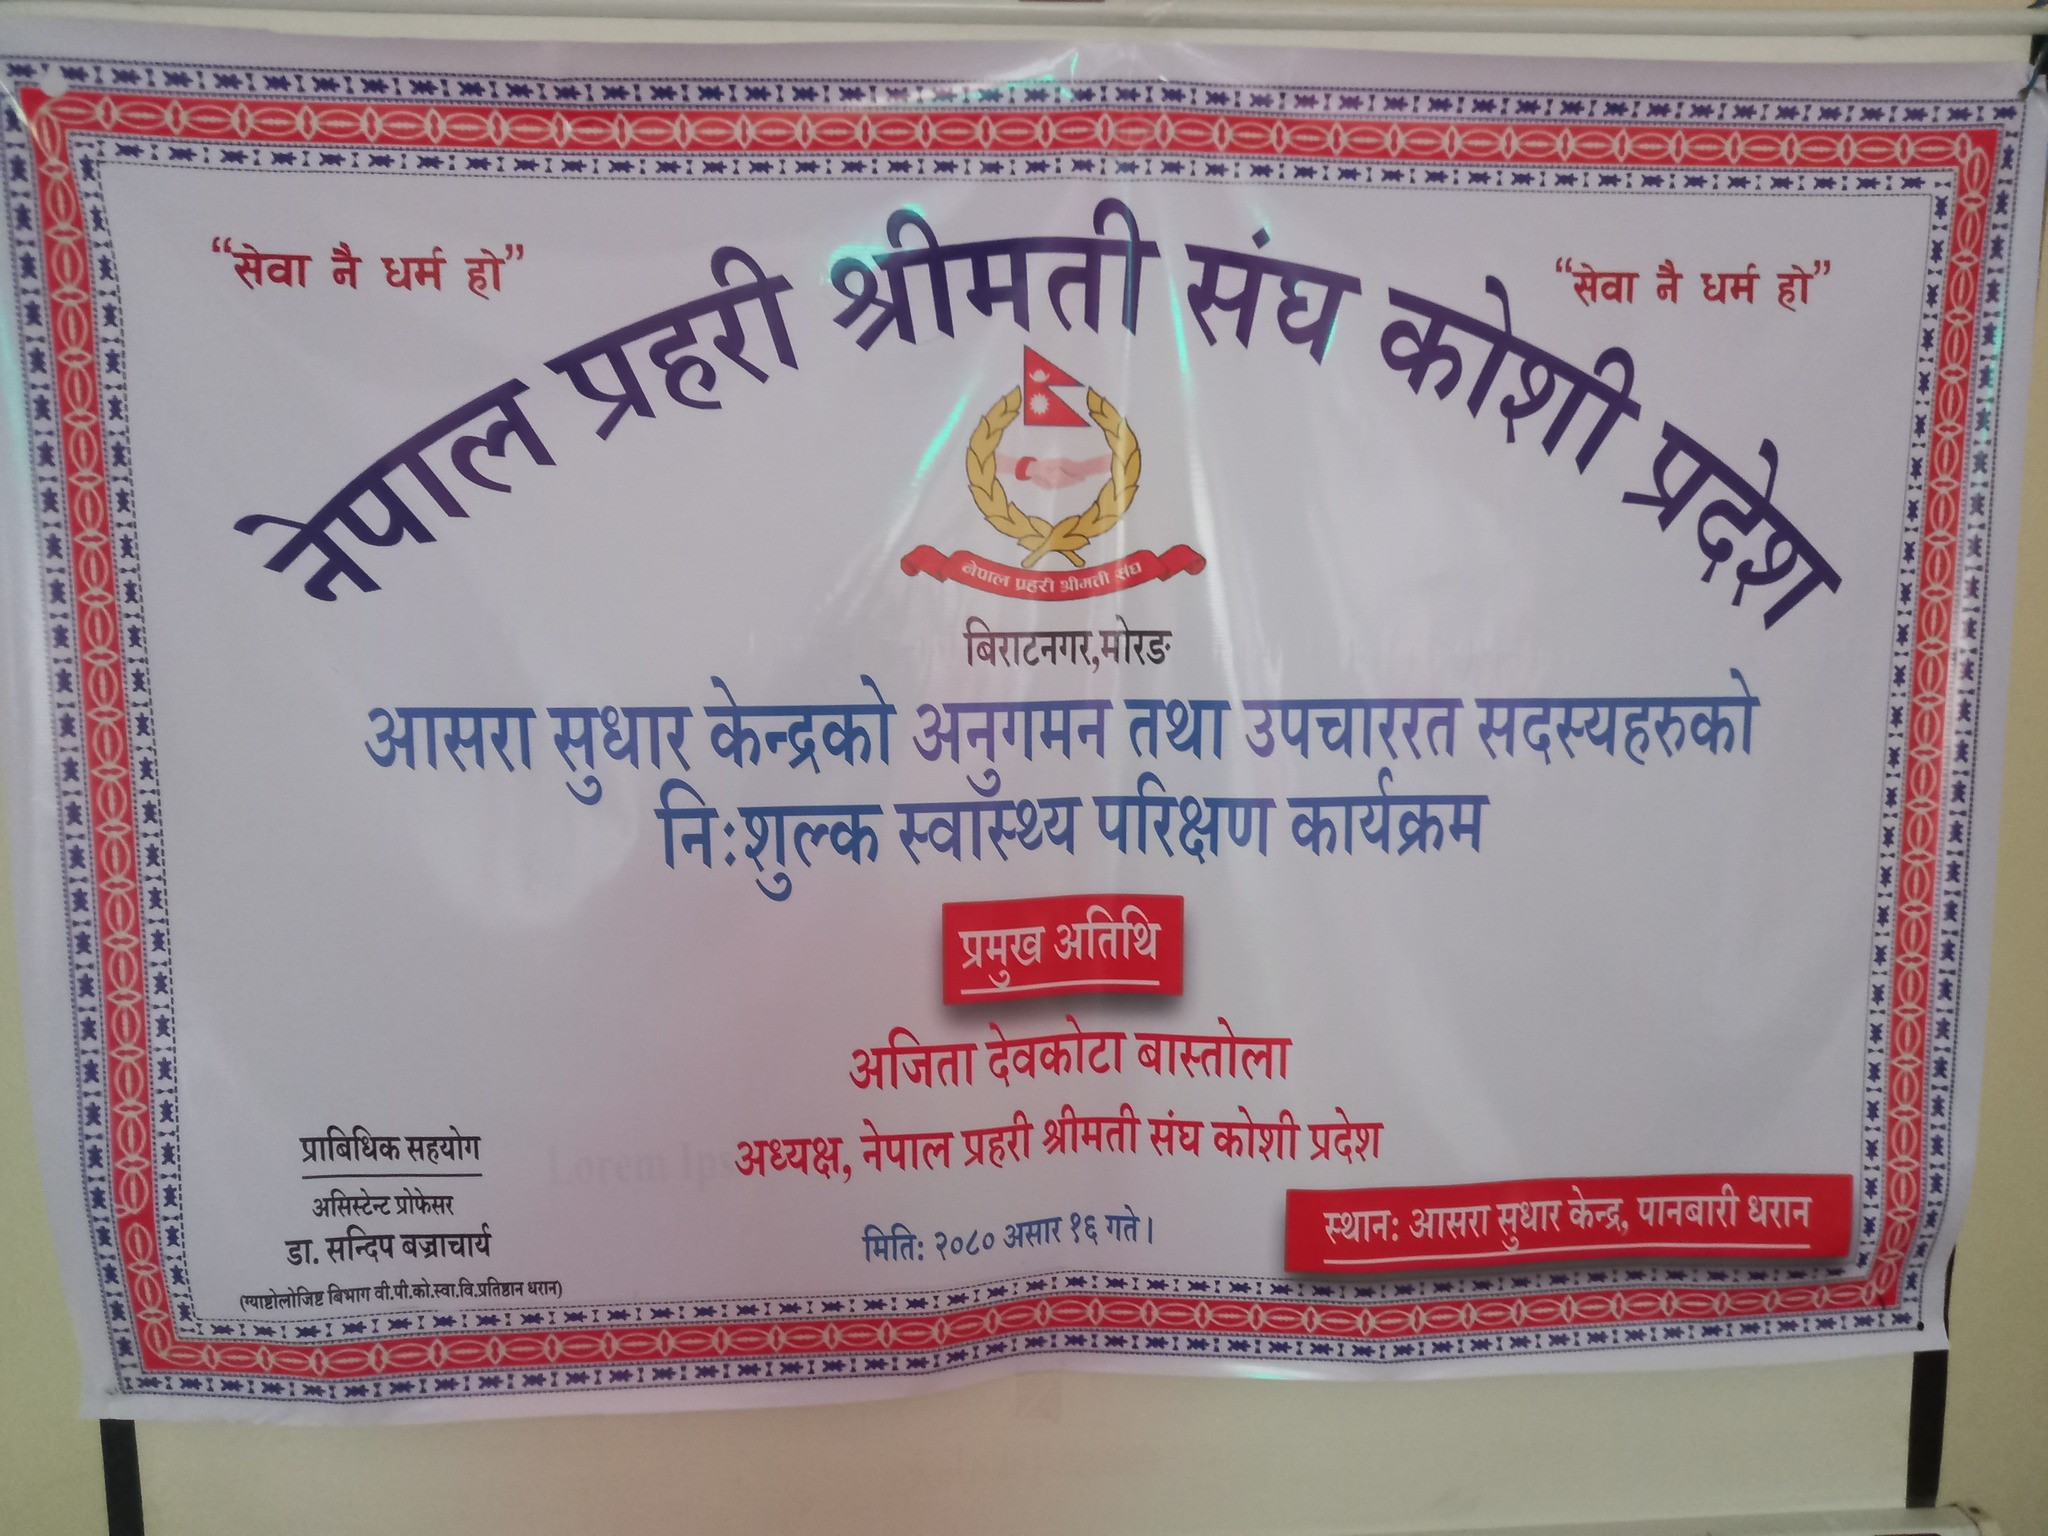 “सेवा नै धर्म हो”
“सेवा नै धर्म हो”
नेपाल प्रहरी श्रीमती संघ कोशी प्रदेश
नेपाल प्रहरी श्रीमती संघ
बिराटनगर,मोरङ
आसरा सुधार केन्द्रको अनुगमन तथा उपचाररत सदस्यहरुको
नि:शुल्क स्वास्थ्य परिक्षण कार्यक्रम
प्रमुख अतिथि
अजिता देवकोटा बास्तोला
अध्यक्ष, नेपाल प्रहरी श्रीमती संघ कोशी प्रदेश
प्राबिधिक सहयोग
असिस्टेन्ट प्रोफेसर
डा. सन्दिप बज्राचार्य
(ग्याष्टोलोजिष्ट बिभाग वी.पी.को.स्वा.वि.प्रतिष्ठान धरान)
मिति: २०८० असार १६ गते।
स्थान: आसरा सुधार केन्द्र, पानबारी धरान